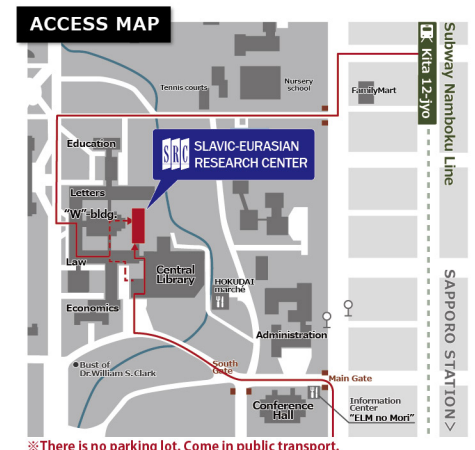 ACCESS MAP
Kita 12-jyo
Subway Namboku Line
Nursery
school
Tennis courts
FamilyMart
Education
SRC
SLAVIC-EURASIAN
RESEARCH CENTER
Letters
"W"-bldg.
Law
Central
Library
HOKUDAI
marché
SAPPORO STATION>
Economics
Administration
Bust of
Dr.William S.Clark
South
Gate
Main Gate
Conference
Hall
Information
Center
"ELM no Mori"
※There is no parking lot. Come in public transport.